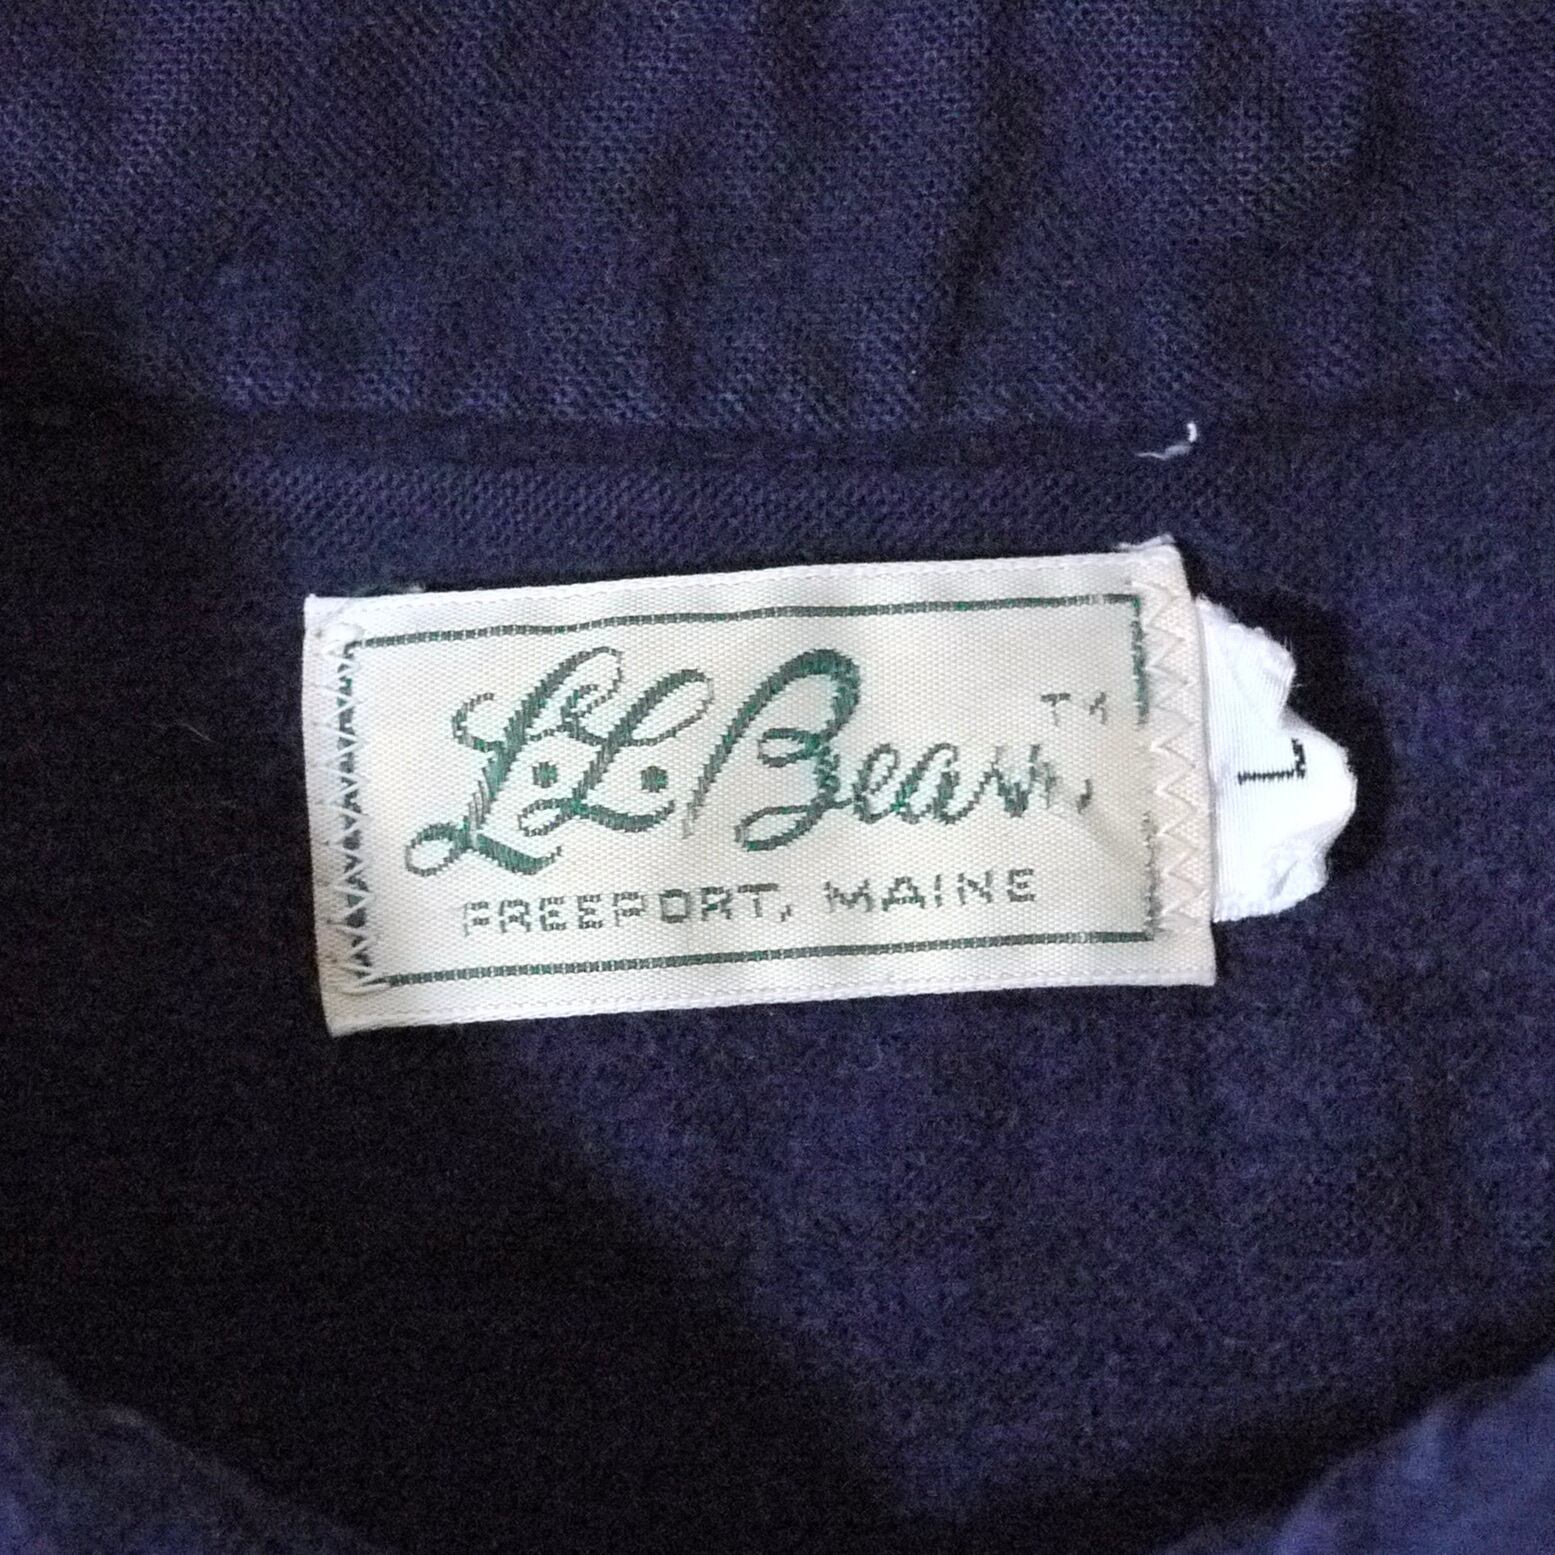 L.L.Bean
TM
FREEPORT, MAINE
L